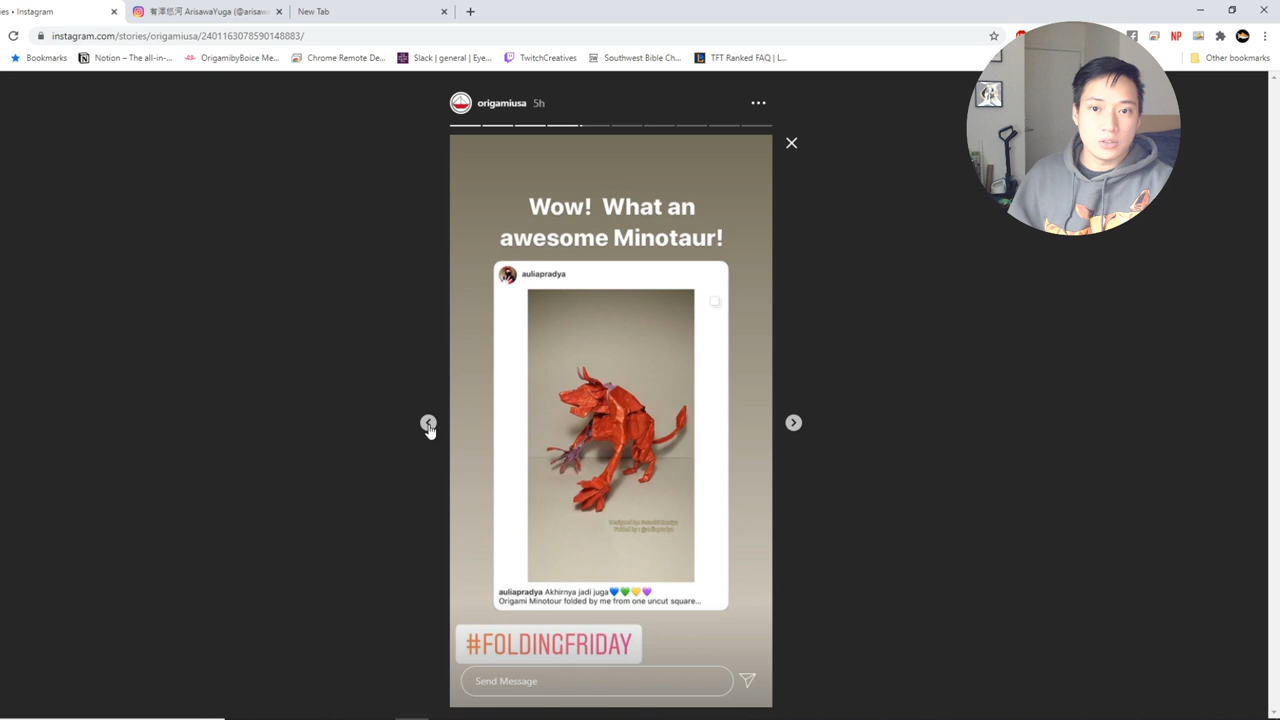 es • Instagram
有澤悠河 ArisawaYuga (@arisaw
New Tab
instagram.com/stories/origamiusa/2401163078590148883/
Bookmarks
Notion – The all-in-...
OrigamibyBoice Me...
Chrome Remote De...
Slack | general | Eye...
TwitchCreatives
Southwest Bible Ch...
TFT Ranked FAQ | L...
NP
Other bookmarks
origamiusa 5h
Wow! What an
awesome Minotaur!
auliapradya
auliapradya Akhirnya jadi juga💙💚💛💜
Origami Minotour folded by me from one uncut square...
#FOLDINGFRIDAY
Send Message